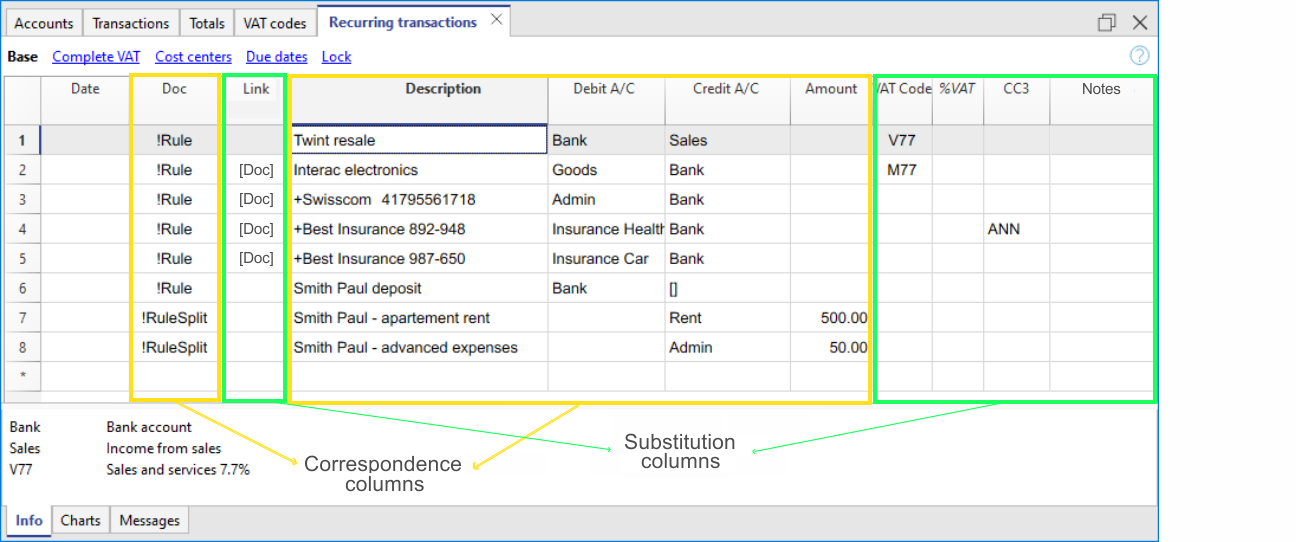 Accounts Transactions Totals VAT codes Recurring transactions
Base Complete VAT Cost centers Due dates Lock ?
Date Doc Link Description Debit A/C Credit A/C Amount VAT Code %VAT CC3 Notes
1 !Rule Twint resale Bank Sales V77
2 !Rule [Doc] Interac electronics Goods Bank M77
3 !Rule [Doc] +Swisscom 41795561718 Admin Bank
4 !Rule [Doc] +Best Insurance 892-948 Insurance Health Bank ANN
5 !Rule [Doc] +Best Insurance 987-650 Insurance Car Bank
6 !Rule Smith Paul deposit Bank []
7 !RuleSplit Smith Paul - apartement rent Rent 500.00
8 !RuleSplit Smith Paul - advanced expenses Admin 50.00
*
Bank Bank account
Sales Income from sales
V77 Sales and services 7.7%
Substitution
columns
Correspondence
columns
Info Charts Messages